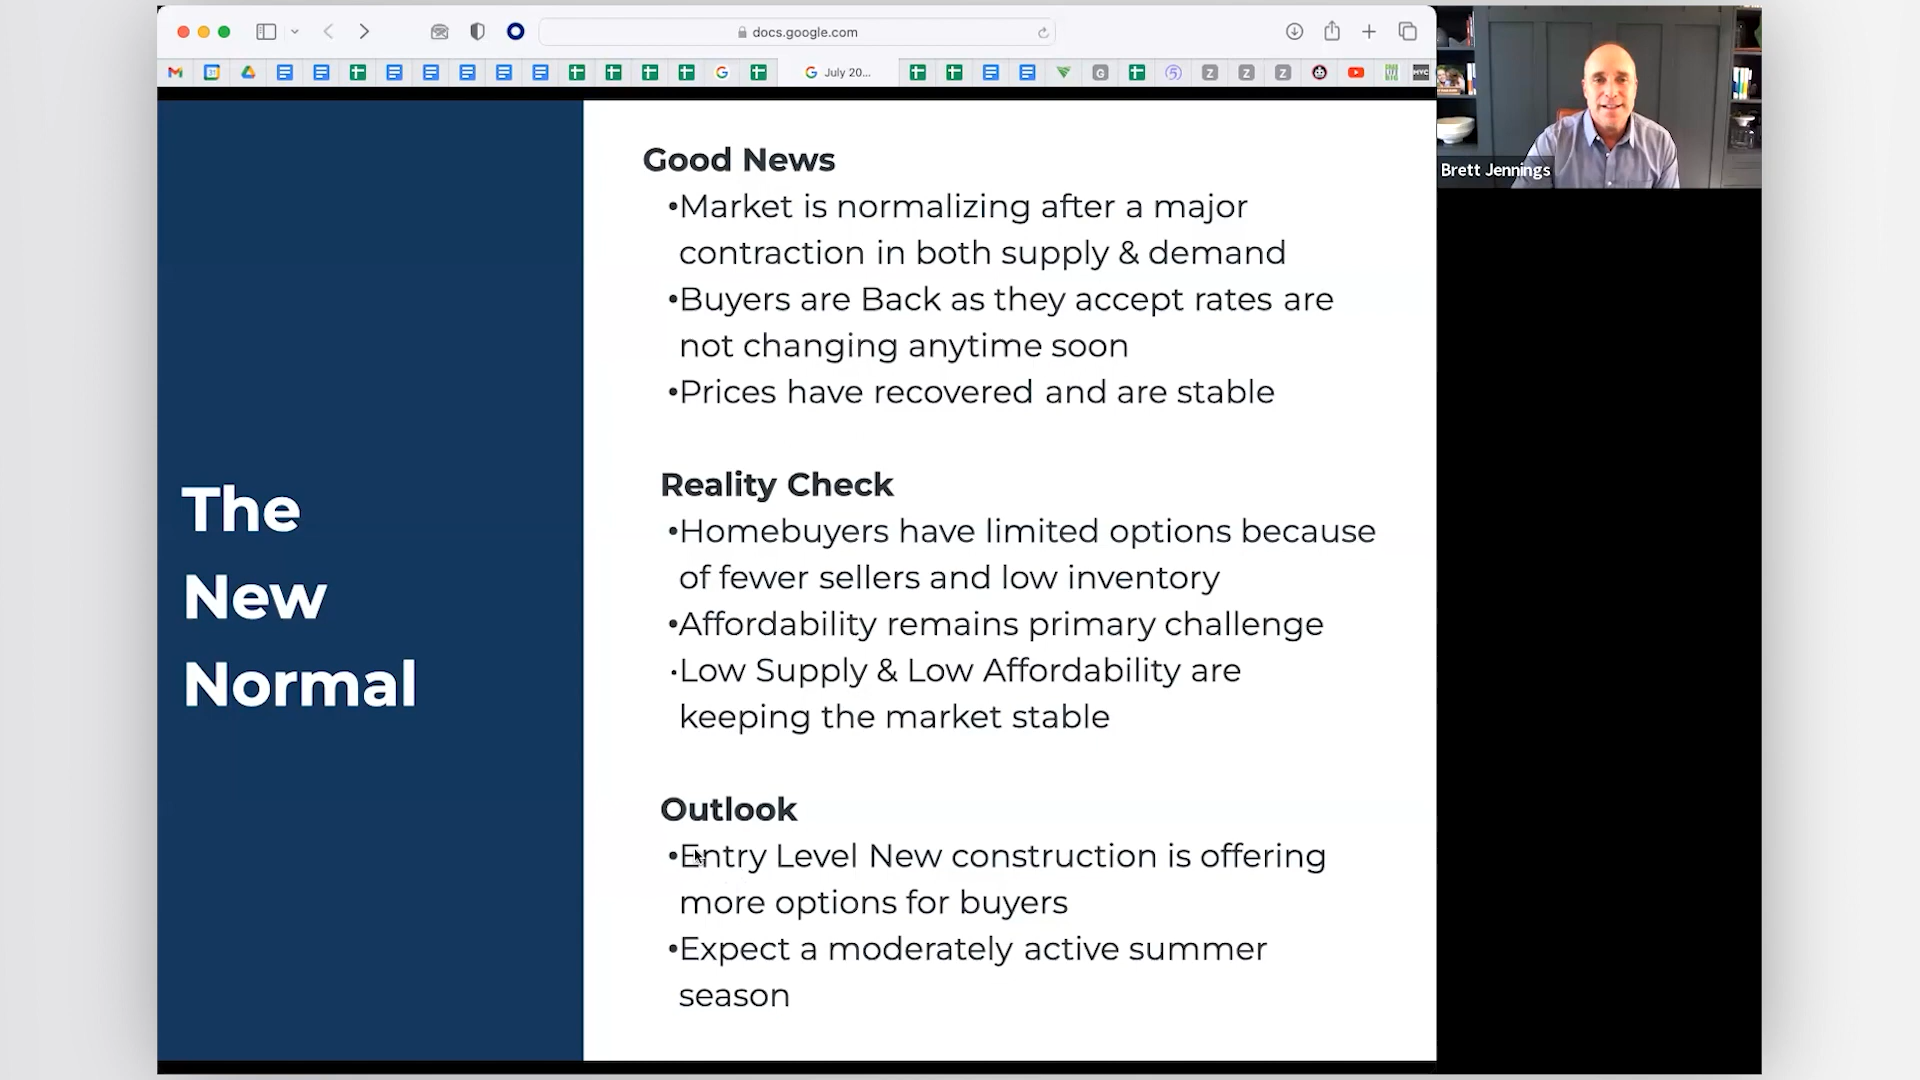 docs.google.com
July 20...
Brett Jennings
The
New
Normal
Good News
•Market is normalizing after a major
contraction in both supply & demand
•Buyers are Back as they accept rates are
not changing anytime soon
•Prices have recovered and are stable
Reality Check
•Homebuyers have limited options because
of fewer sellers and low inventory
•Affordability remains primary challenge
•Low Supply & Low Affordability are
keeping the market stable
Outlook
•Entry Level New construction is offering
more options for buyers
•Expect a moderately active summer
season